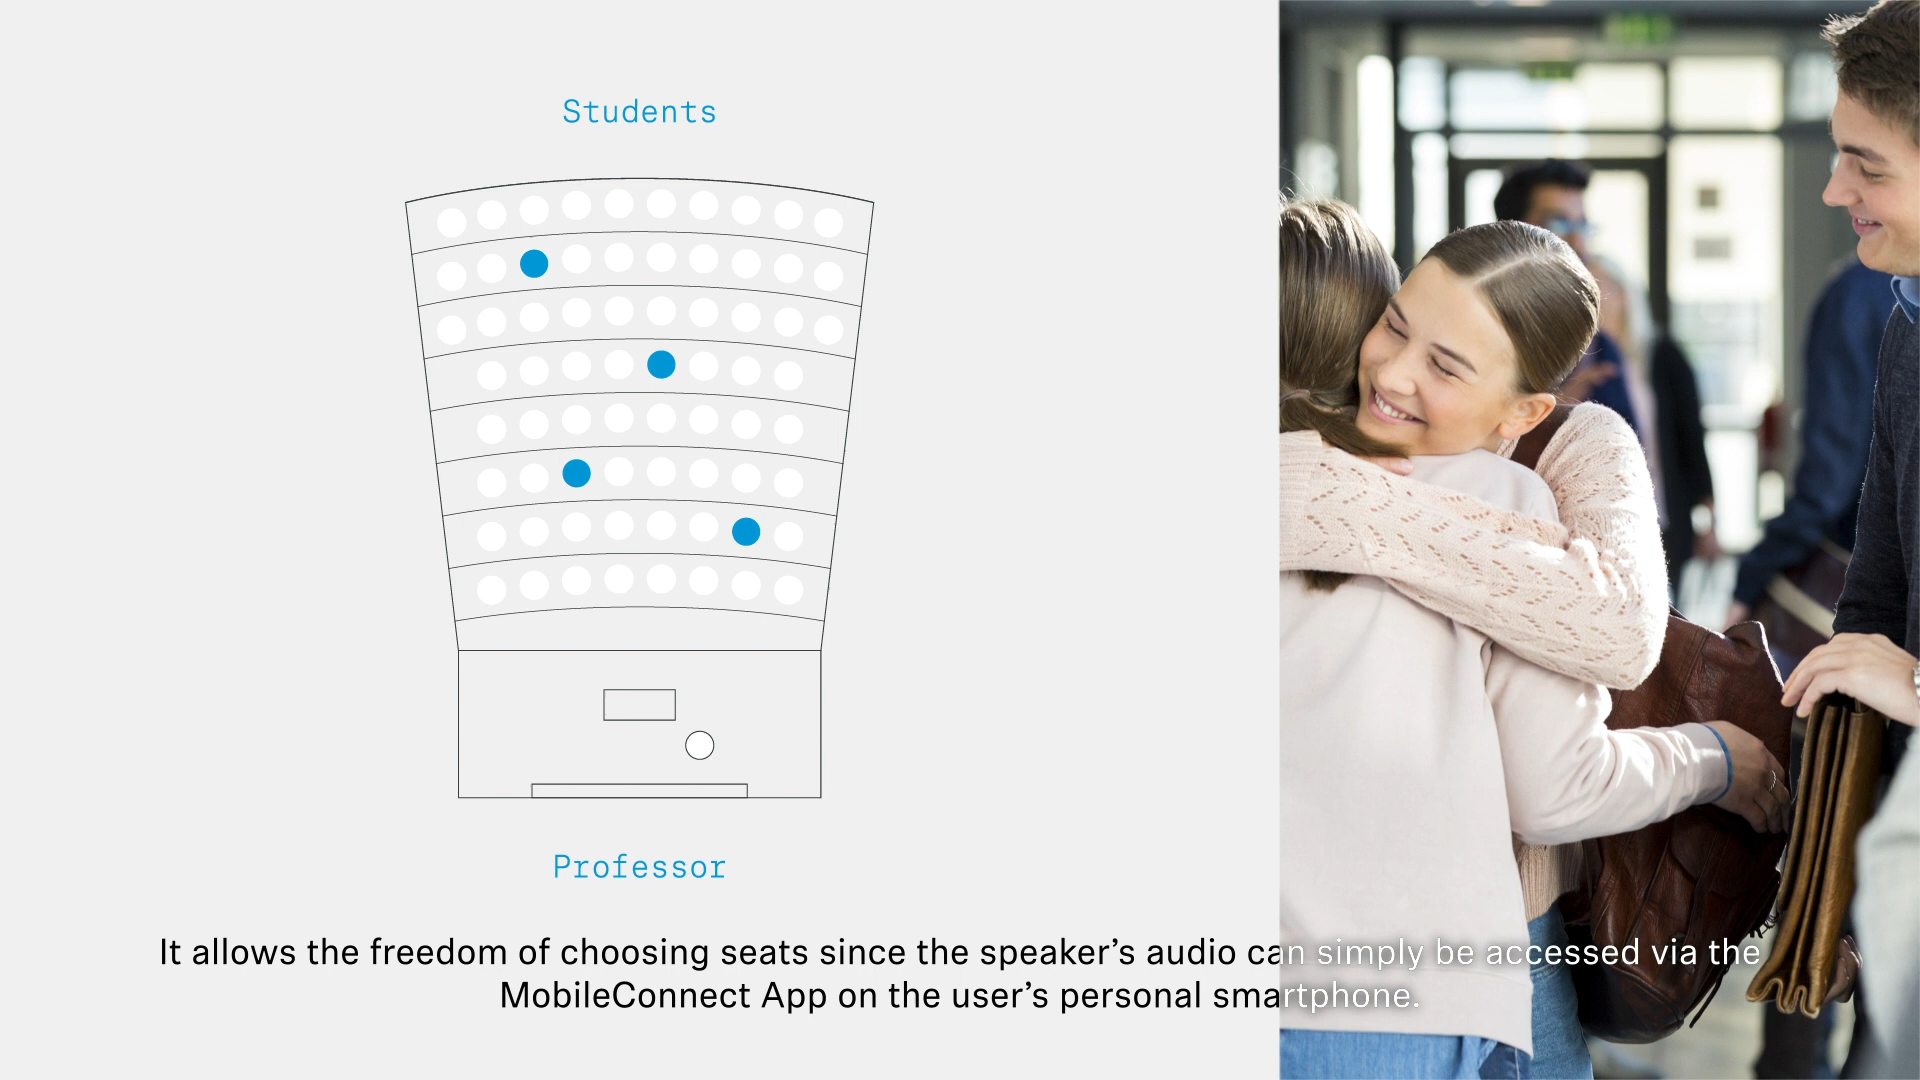 Students
Professor
It allows the freedom of choosing seats since the speaker’s audio can simply be accessed via the
MobileConnect App on the user’s personal smartphone.